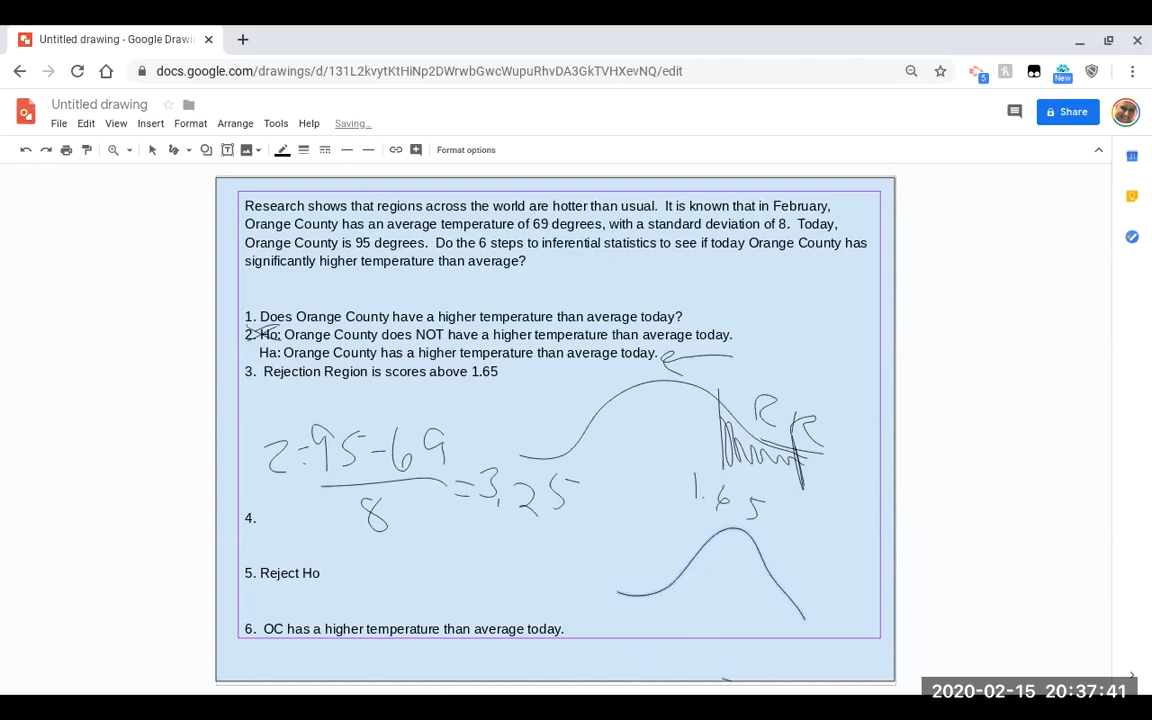 Untitled drawing - Google Drawi
docs.google.com/drawings/d/131L2kvytKtHiNp2DWrwbGwcWupuRhvDA3GkTVHXevNQ/edit
5
New
Untitled drawing
File Edit View Insert Format Arrange Tools Help Saving...
Share
Format options
31
Research shows that regions across the world are hotter than usual. It is known that in February,
Orange County has an average temperature of 69 degrees, with a standard deviation of 8. Today,
Orange County is 95 degrees. Do the 6 steps to inferential statistics to see if today Orange County has
significantly higher temperature than average?
1. Does Orange County have a higher temperature than average today?
2. Ho: Orange County does NOT have a higher temperature than average today.
Ha: Orange County has a higher temperature than average today.
3. Rejection Region is scores above 1.65
R R
z = 95 - 69
= 3.25
8
1.65
4.
5. Reject Ho
6. OC has a higher temperature than average today.
2020-02-15 20:37:41